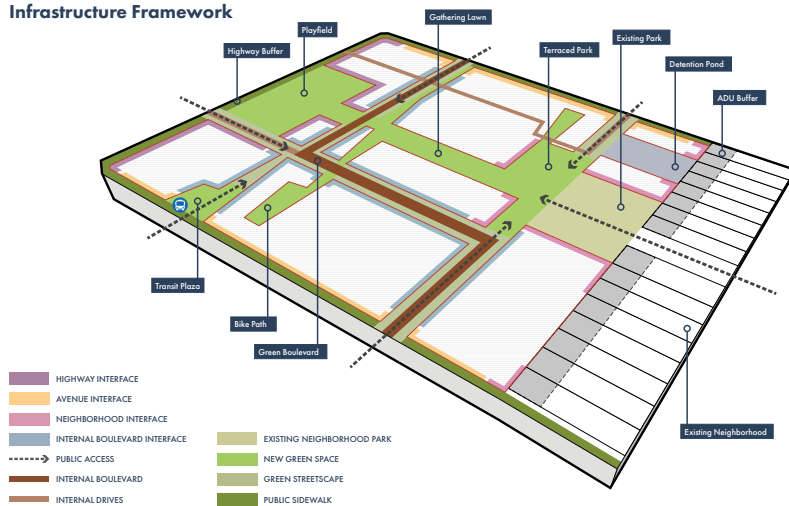 Infrastructure Framework
Gathering Lawn
Playfield
Existing Park
Highway Buffer
Terraced Park
Detention Pond
ADU Buffer
Transit Plaza
Bike Path
Green Boulevard
Existing Neighborhood
HIGHWAY INTERFACE
AVENUE INTERFACE
NEIGHBORHOOD INTERFACE
INTERNAL BOULEVARD INTERFACE
PUBLIC ACCESS
INTERNAL BOULEVARD
INTERNAL DRIVES
EXISTING NEIGHBORHOOD PARK
NEW GREEN SPACE
GREEN STREETSCAPE
PUBLIC SIDEWALK